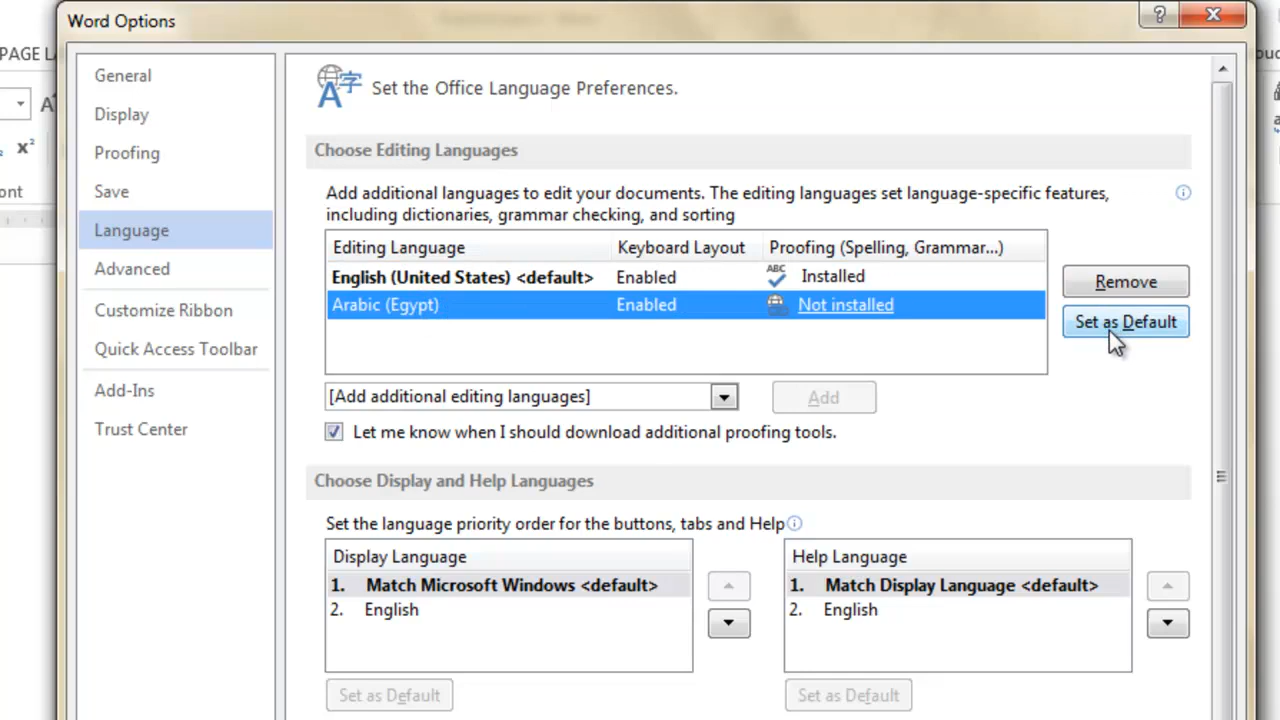 Word Options
PAGE L
General
Display
Proofing
Save
Language
Advanced
Customize Ribbon
Quick Access Toolbar
Add-Ins
Trust Center
Set the Office Language Preferences.
Choose Editing Languages
Add additional languages to edit your documents. The editing languages set language-specific features,
including dictionaries, grammar checking, and sorting
Editing Language Keyboard Layout Proofing (Spelling, Grammar...)
English (United States) <default> Enabled ABC Installed
Arabic (Egypt) Enabled Not installed
Remove
Set as Default
[Add additional editing languages] Add
Let me know when I should download additional proofing tools.
Choose Display and Help Languages
Set the language priority order for the buttons, tabs and Help
Display Language
1. Match Microsoft Windows <default>
2. English
Set as Default
Help Language
1. Match Display Language <default>
2. English
Set as Default